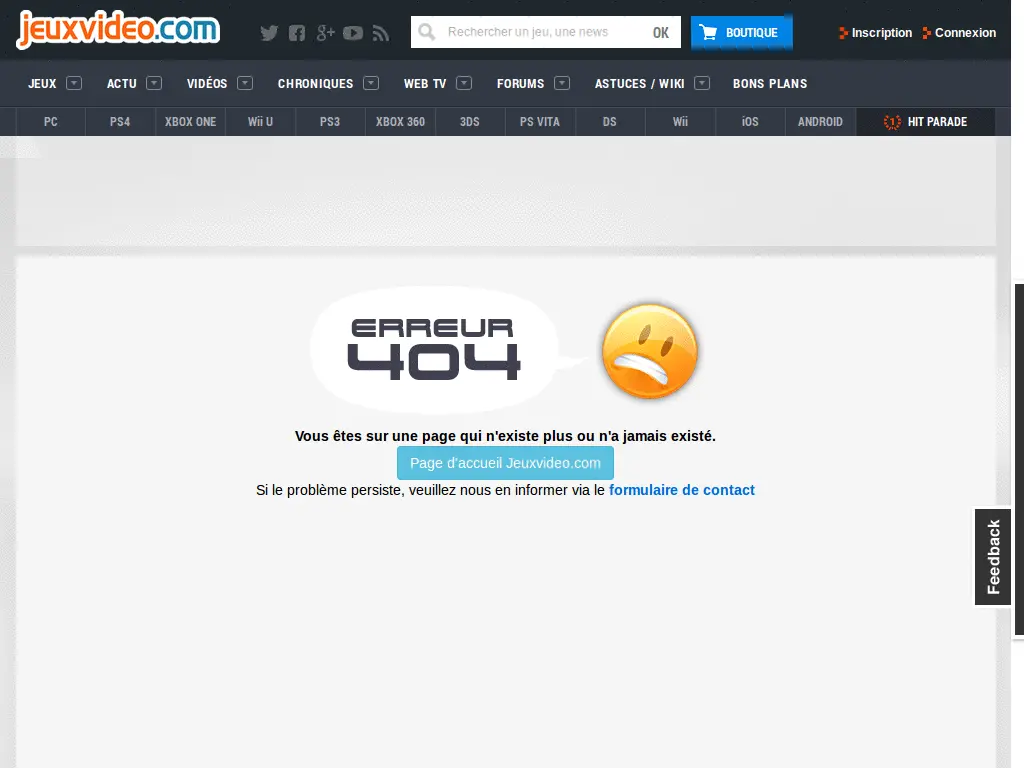 jeuxvideo.com
Rechercher un jeu, une news OK
BOUTIQUE
Inscription Connexion
JEUX ACTU VIDÉOS CHRONIQUES WEB TV FORUMS ASTUCES / WIKI BONS PLANS
PC PS4 XBOX ONE Wii U PS3 XBOX 360 3DS PS VITA DS Wii iOS ANDROID 1 HIT PARADE
ERREUR
404
Vous êtes sur une page qui n'existe plus ou n'a jamais existé.
Page d'accueil Jeuxvideo.com
Si le problème persiste, veuillez nous en informer via le formulaire de contact
Feedback